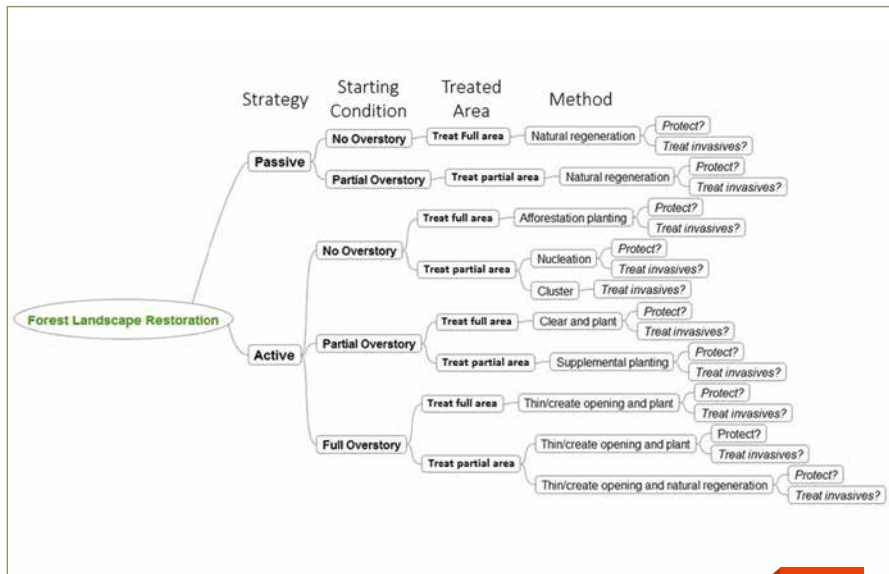 Strategy
Starting
Condition
Treated
Area
Method
Forest Landscape Restoration
Passive
No Overstory
Treat Full area
Natural regeneration
Protect?
Treat invasives?
Partial Overstory
Treat partial area
Natural regeneration
Protect?
Treat invasives?
Active
No Overstory
Treat full area
Afforestation planting
Protect?
Treat invasives?
Treat partial area
Nucleation
Protect?
Treat invasives?
Cluster
Treat invasives?
Partial Overstory
Treat full area
Clear and plant
Protect?
Treat invasives?
Treat partial area
Supplemental planting
Protect?
Treat invasives?
Full Overstory
Treat full area
Thin/create opening and plant
Protect?
Treat invasives?
Treat partial area
Thin/create opening and plant
Protect?
Treat invasives?
Thin/create opening and natural regeneration
Protect?
Treat invasives?